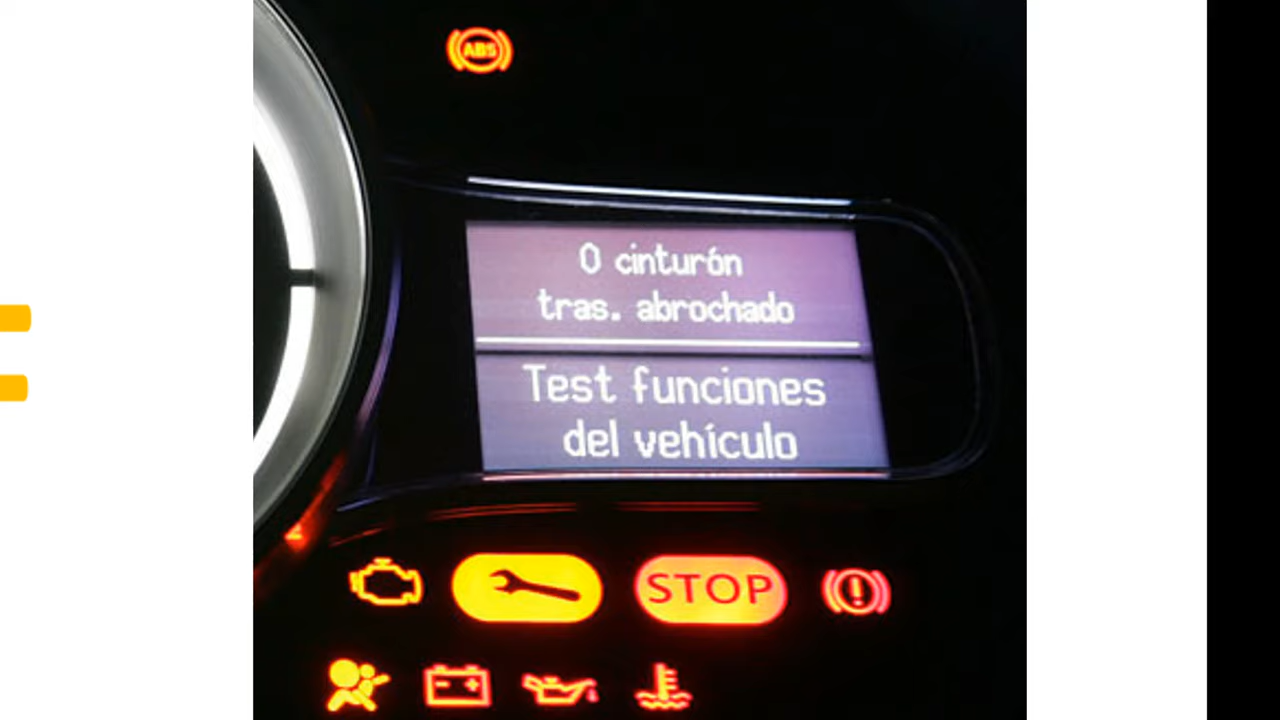 ABS
0 cinturón
tras. abrochado
Test funciones
del vehículo
STOP